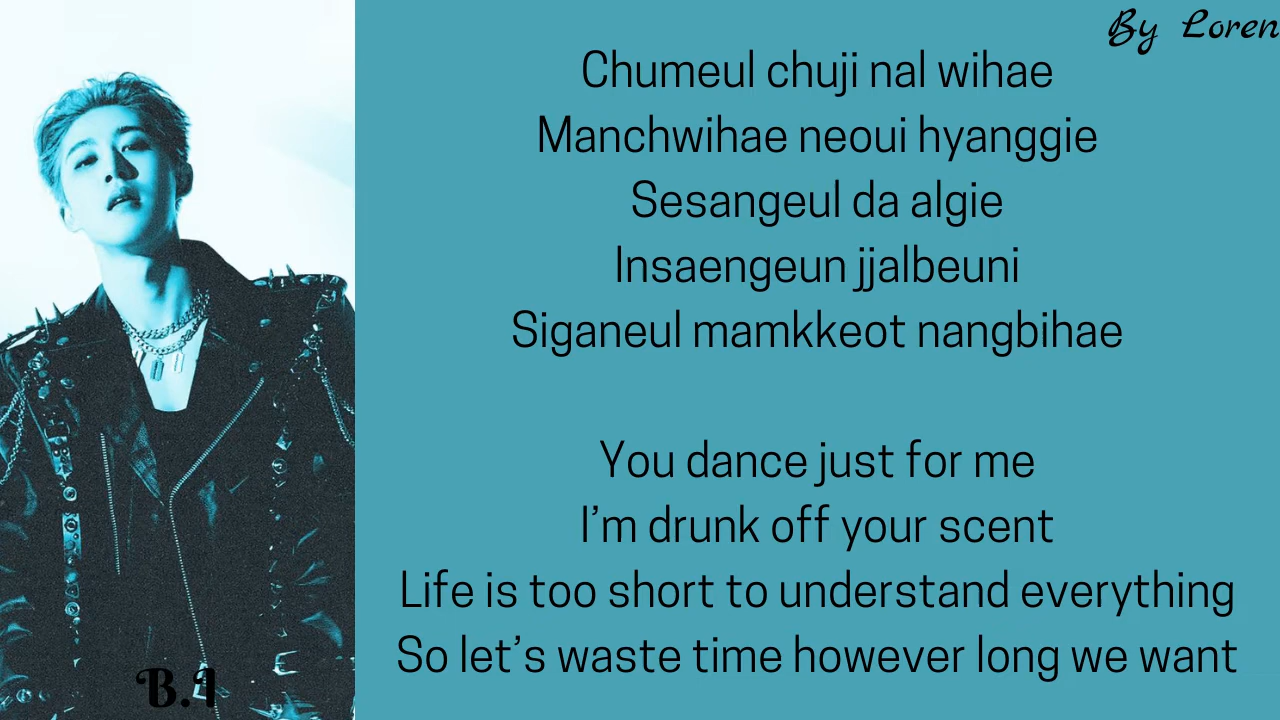 By Loren
Chumeul chuji nal wihae
Manchwihae neoui hyanggie
Sesangeul da algie
Insaengeun jjalbeuni
Siganeul mamkkeot nangbihae
You dance just for me
I’m drunk off your scent
Life is too short to understand everything
So let’s waste time however long we want
B.I